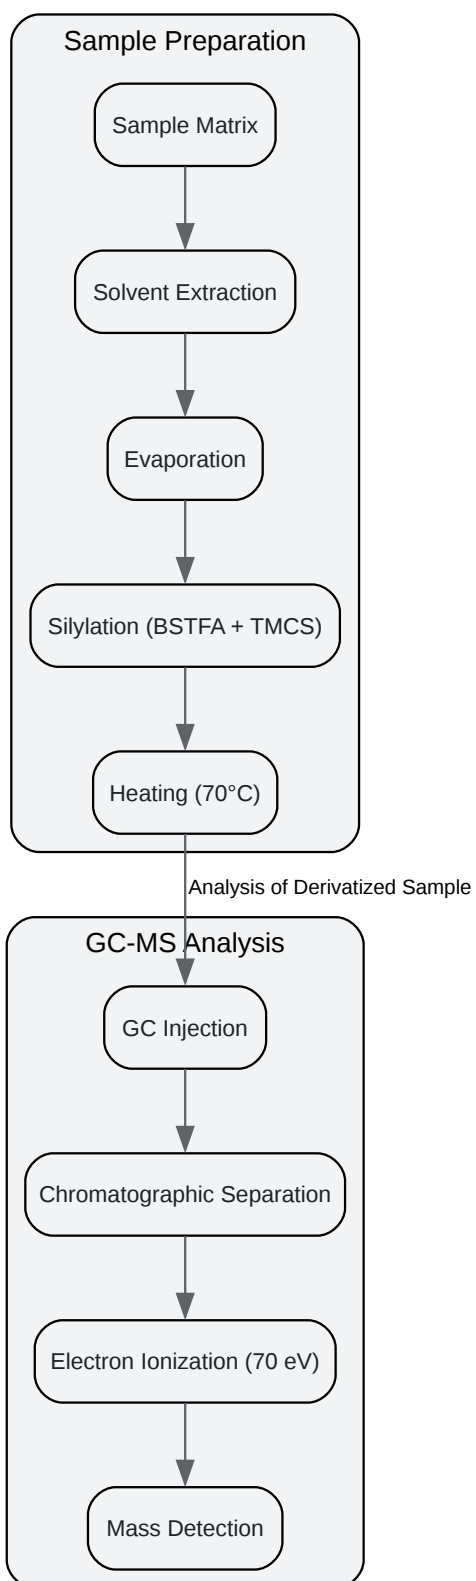 Sample Preparation
Sample Matrix
Solvent Extraction
Evaporation
Silylation (BSTFA + TMCS)
Heating (70°C)
Analysis of Derivatized Sample
GC-MS Analysis
GC Injection
Chromatographic Separation
Electron Ionization (70 eV)
Mass Detection